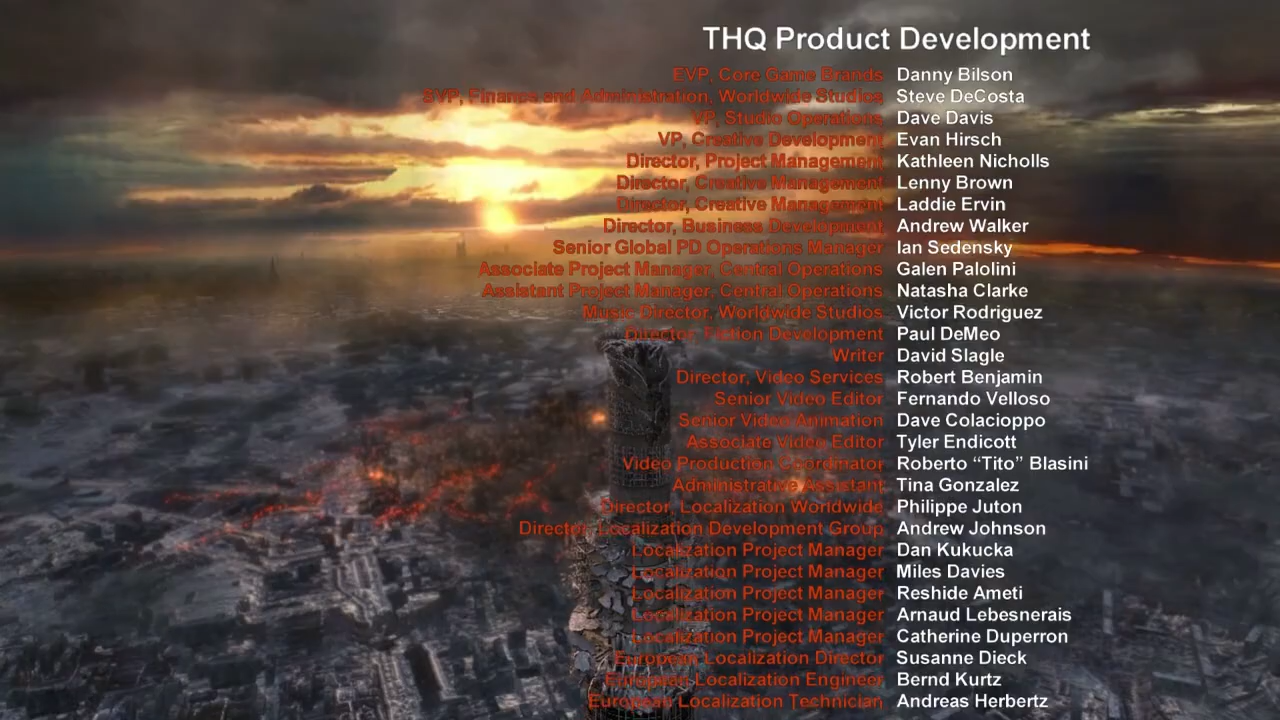 THQ Product Development
EVP, Core Game Brands Danny Bilson
SVP, Finance and Administration, Worldwide Studios Steve DeCosta
VP, Studio Operations Dave Davis
VP, Creative Development Evan Hirsch
Director, Project Management Kathleen Nicholls
Director, Creative Management Lenny Brown
Director, Creative Management Laddie Ervin
Director, Business Development Andrew Walker
Senior Global PD Operations Manager Ian Sedensky
Associate Project Manager, Central Operations Galen Palolini
Assistant Project Manager, Central Operations Natasha Clarke
Music Director, Worldwide Studios Victor Rodriguez
Director, Fiction Development Paul DeMeo
Writer David Slagle
Director, Video Services Robert Benjamin
Senior Video Editor Fernando Velloso
Senior Video Animation Dave Colacioppo
Associate Video Editor Tyler Endicott
Video Production Coordinator Roberto “Tito” Blasini
Administrative Assistant Tina Gonzalez
Director, Localization Worldwide Philippe Juton
Director, Localization Development Group Andrew Johnson
Localization Project Manager Dan Kukucka
Localization Project Manager Miles Davies
Localization Project Manager Reshide Ameti
Localization Project Manager Arnaud Lebesnerais
Localization Project Manager Catherine Duperron
European Localization Director Susanne Dieck
European Localization Engineer Bernd Kurtz
European Localization Technician Andreas Herbertz